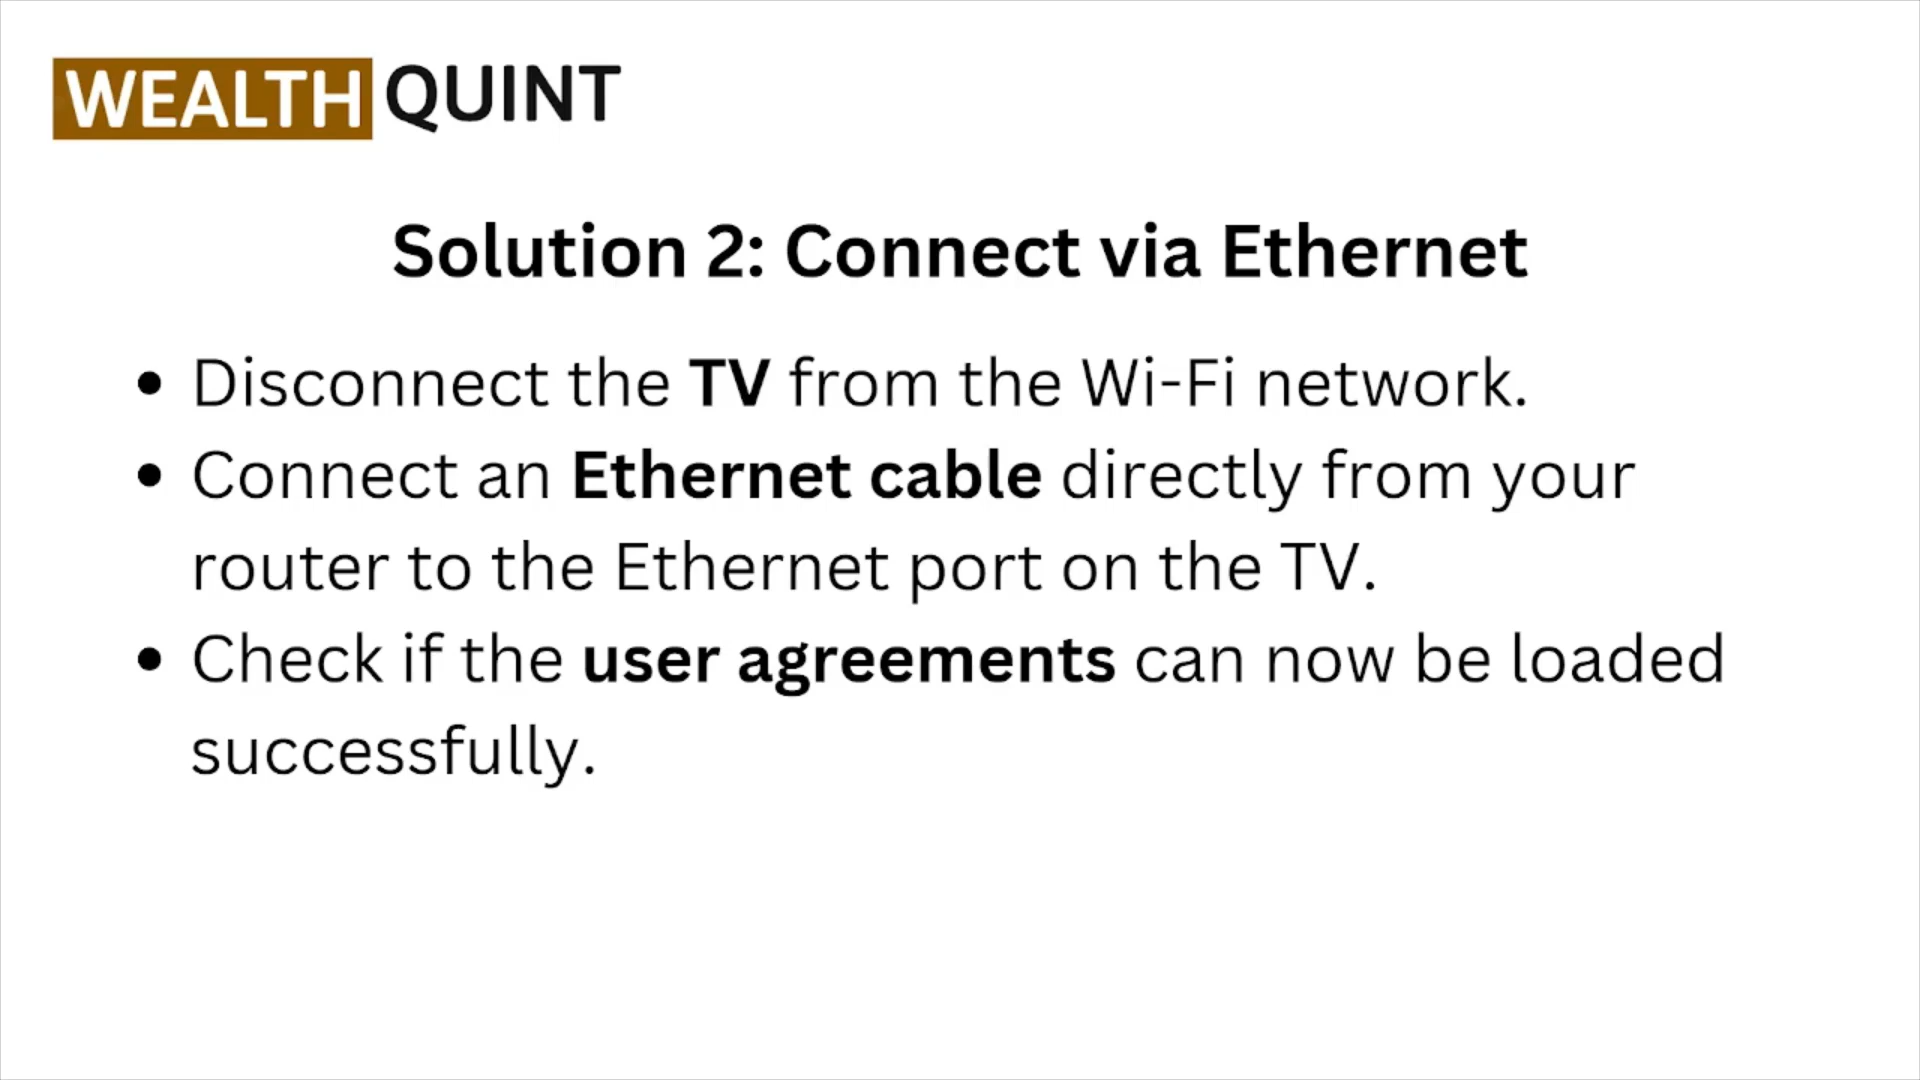 WEALTH QUINT
Solution 2: Connect via Ethernet
• Disconnect the TV from the Wi-Fi network.
• Connect an Ethernet cable directly from your
router to the Ethernet port on the TV.
• Check if the user agreements can now be loaded
successfully.